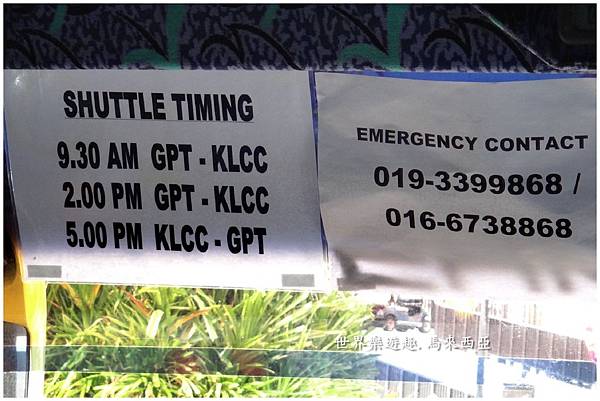 SHUTTLE TIMING
9.30 AM GPT - KLCC
2.00 PM GPT - KLCC
5.00 PM KLCC - GPT
EMERGENCY CONTACT
019-3399868 /
016-6738868
世界樂遊趣.馬來西亞